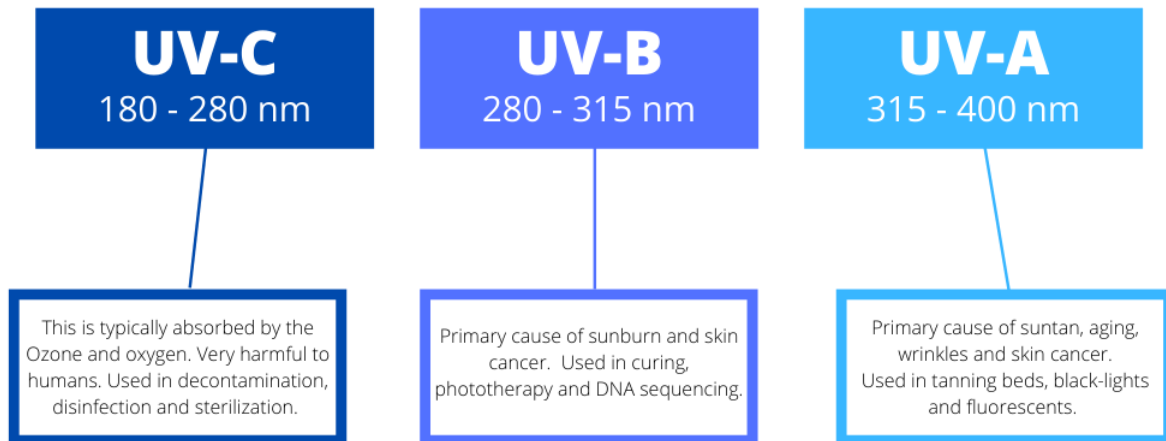 UV-C
180 - 280 nm
UV-B
280 - 315 nm
UV-A
315 - 400 nm
This is typically absorbed by the
Ozone and oxygen. Very harmful to
humans. Used in decontamination,
disinfection and sterilization.
Primary cause of sunburn and skin
cancer.  Used in curing,
phototherapy and DNA sequencing.
Primary cause of suntan, aging,
wrinkles and skin cancer.
Used in tanning beds, black-lights
and fluorescents.